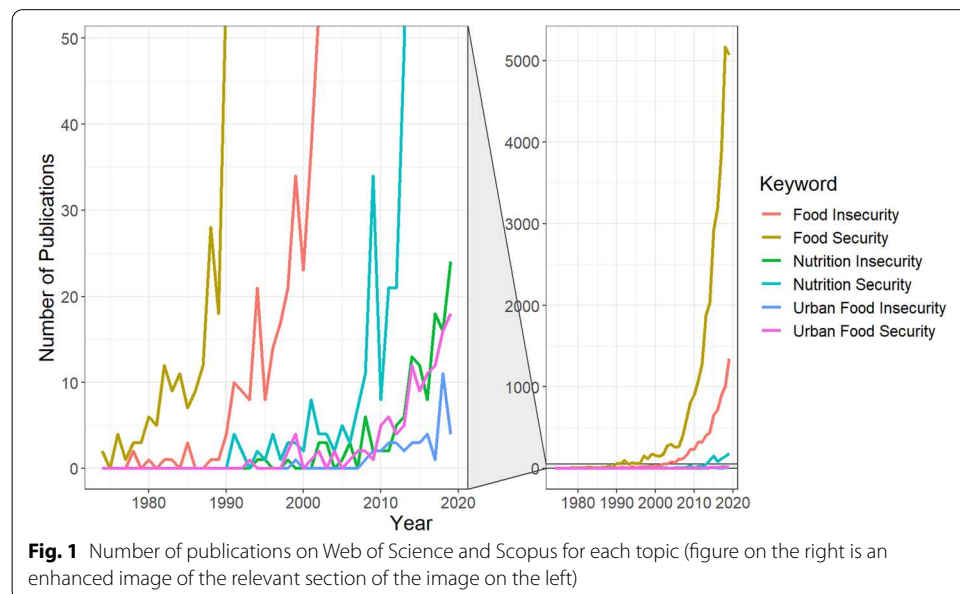 50
40
30
20
10
0
Number of Publications
1980
1990
2000
2010
2020
5000
4000
3000
2000
1000
0
1980
1990
2000
2010
2020
Year
Keyword
Food Insecurity
Food Security
Nutrition Insecurity
Nutrition Security
Urban Food Insecurity
Urban Food Security
Fig. 1 Number of publications on Web of Science and Scopus for each topic (figure on the right is an
enhanced image of the relevant section of the image on the left)